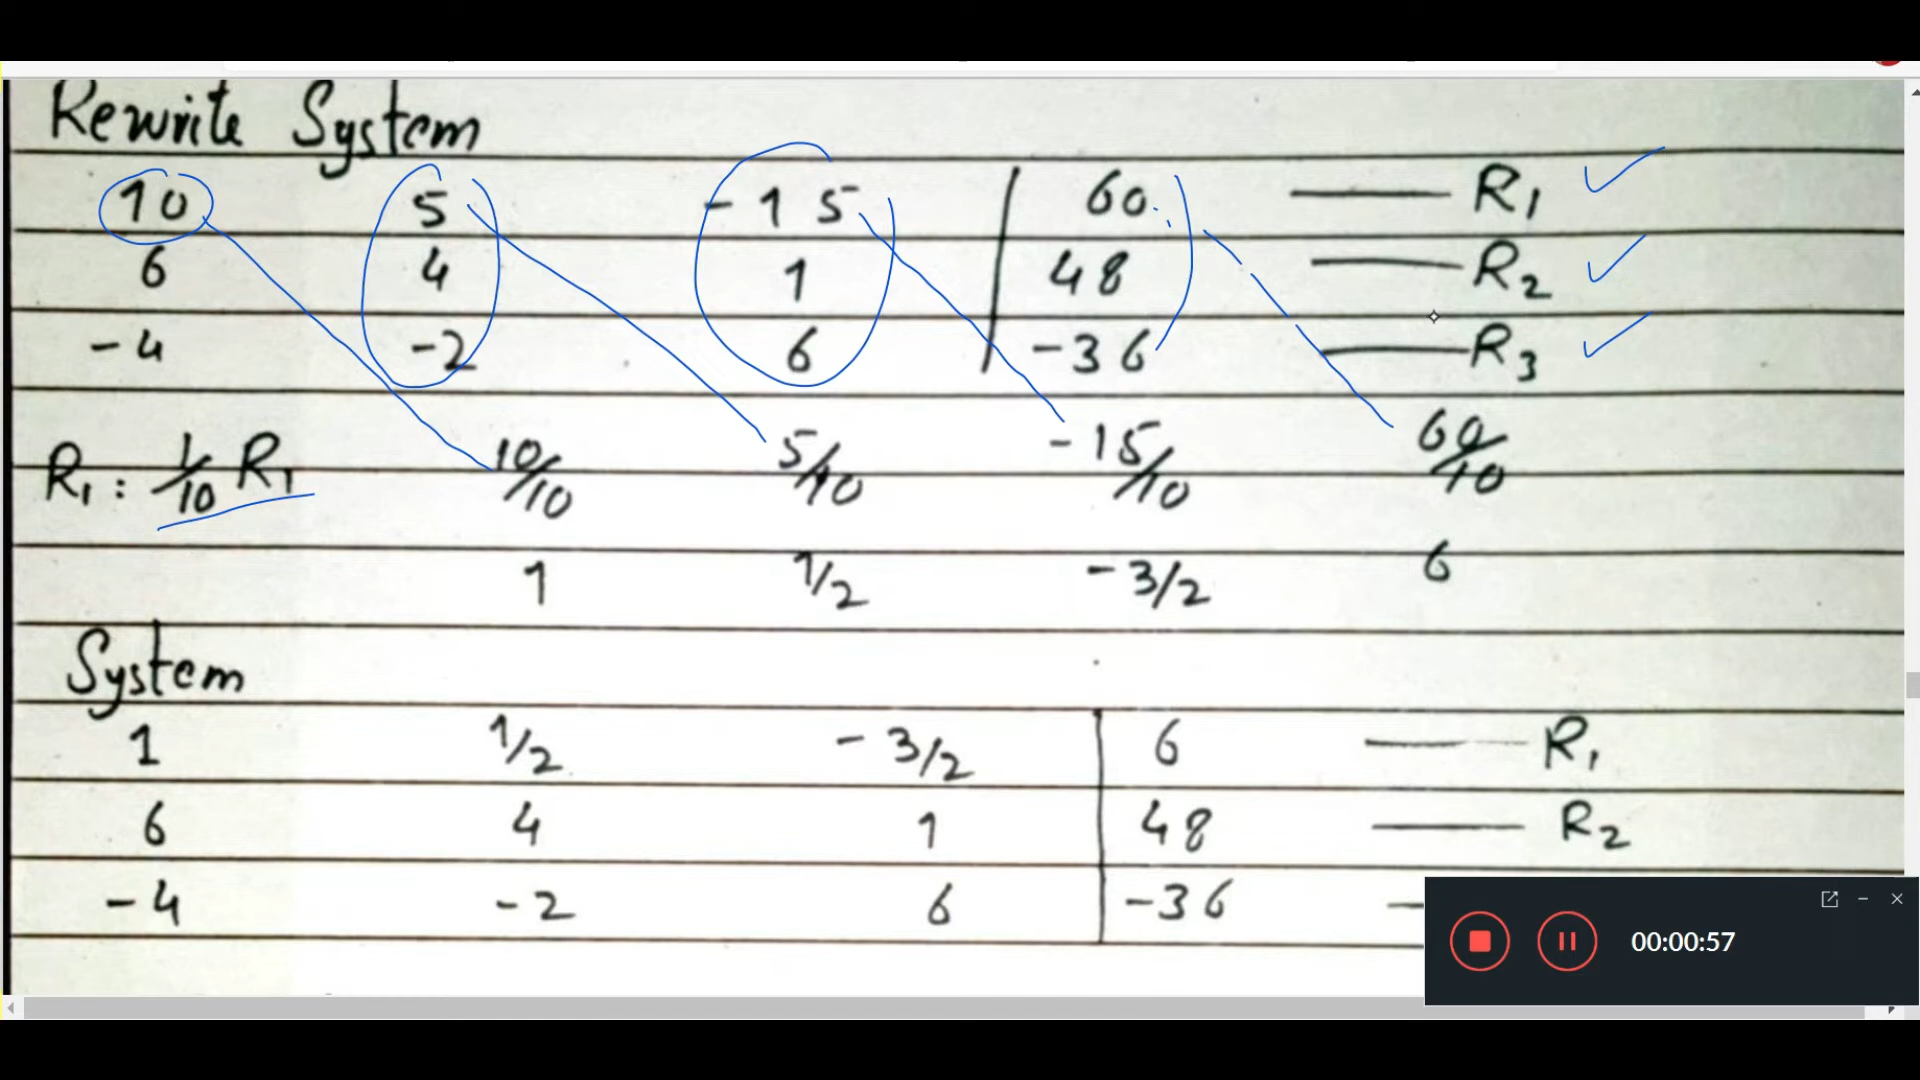 Rewrite System
10 5 -15 | 60 — R1
6 4 1 | 48 — R2
-4 -2 6 | -36 — R3
R1 : 1/10 R1 10/10 5/10 -15/10 60/10
1 1/2 -3/2 6
System
1 1/2 -3/2 | 6 — R1
6 4 1 | 48 — R2
-4 -2 6 | -36 —
00:00:57